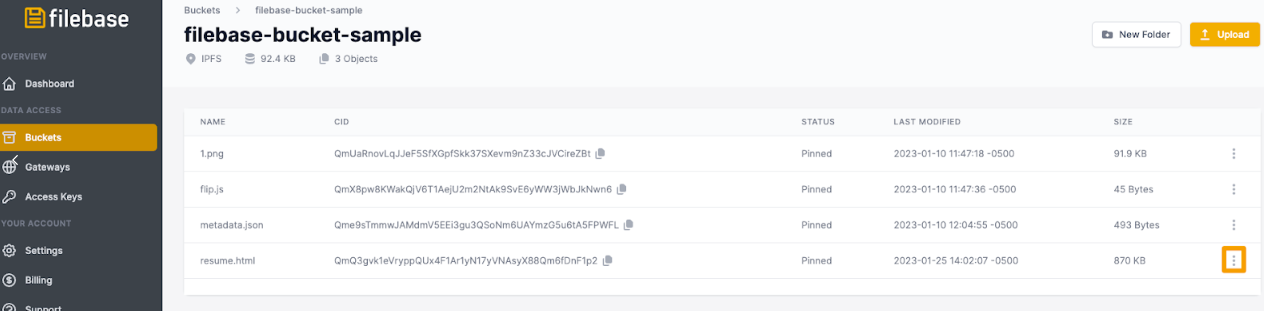 filebase
OVERVIEW
Dashboard
DATA ACCESS
Buckets
Gateways
Access Keys
YOUR ACCOUNT
Settings
Billing
Support
Buckets > filebase-bucket-sample
filebase-bucket-sample
IPFS 92.4 KB 3 Objects
New Folder Upload
NAME CID STATUS LAST MODIFIED SIZE
1.png QmUaRnovLqJJeF5SfXGpfSkk37SXevm9nZ33cJVCireZBt Pinned 2023-01-10 11:47:18 -0500 91.9 KB
flip.js QmX8pw8KWakQjV6T1AejU2m2NtAk9SvE6yWW3jWbJkNwn6 Pinned 2023-01-10 11:47:36 -0500 45 Bytes
metadata.json Qme9sTmmwJAMdmV5EEi3gu3QSoNm6UAYmzG5u6tA5FPWFL Pinned 2023-01-10 12:04:55 -0500 493 Bytes
resume.html QmQ3gvk1eVryppQUx4F1Ar1yN17yVNAsyX88Qm6fDnF1p2 Pinned 2023-01-25 14:02:07 -0500 870 KB